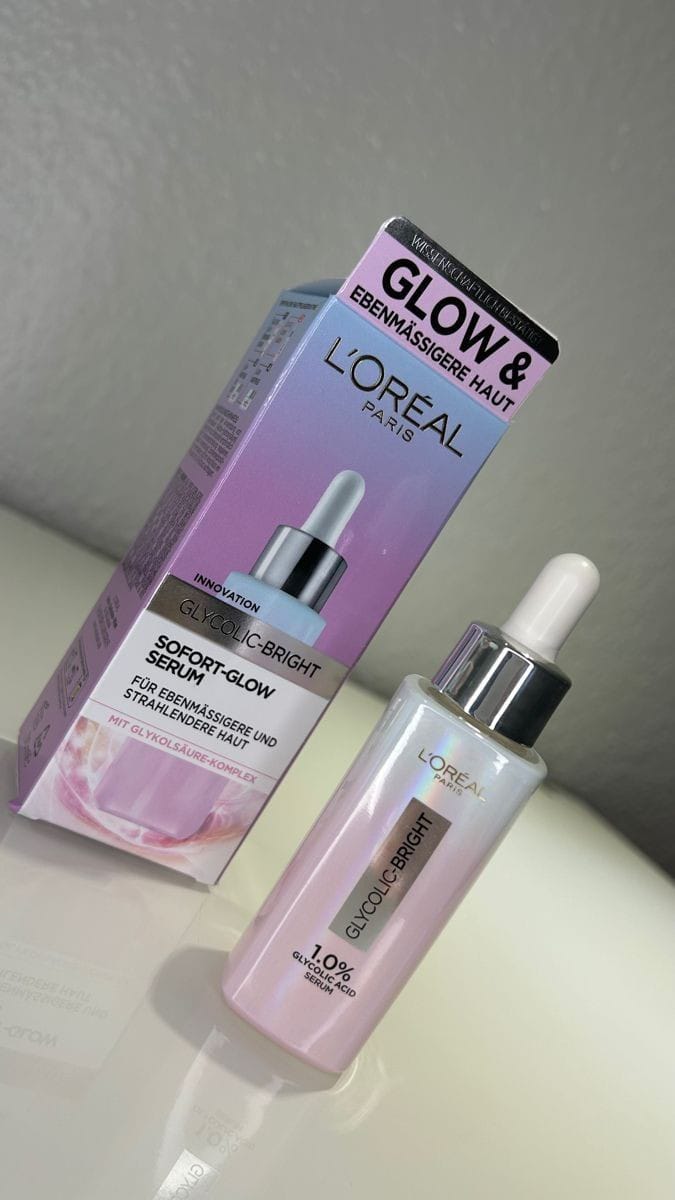 WISSENSCHAFTLICH BESTÄTIGT
GLOW &
EBENMÄSSIGERE HAUT
L'ORÉAL
PARIS
INNOVATION
GLYCOLIC-BRIGHT
SOFORT-GLOW
SERUM
FÜR EBENMÄSSIGERE UND
STRAHLENDERE HAUT
MIT GLYKOLSÄURE-KOMPLEX
L'ORÉAL
PARIS
GLYCOLIC-BRIGHT
1.0%
GLYCOLIC ACID
SERUM